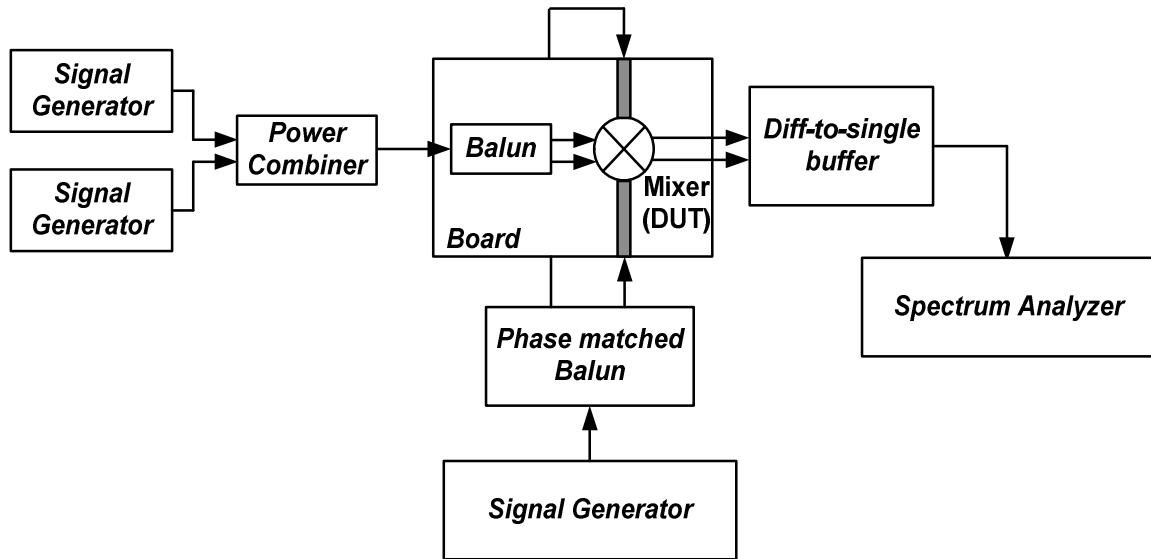 Signal
Generator
Signal
Generator
Power
Combiner
Balun
Board
Mixer
(DUT)
Diff-to-single
buffer
Spectrum Analyzer
Phase matched
Balun
Signal Generator